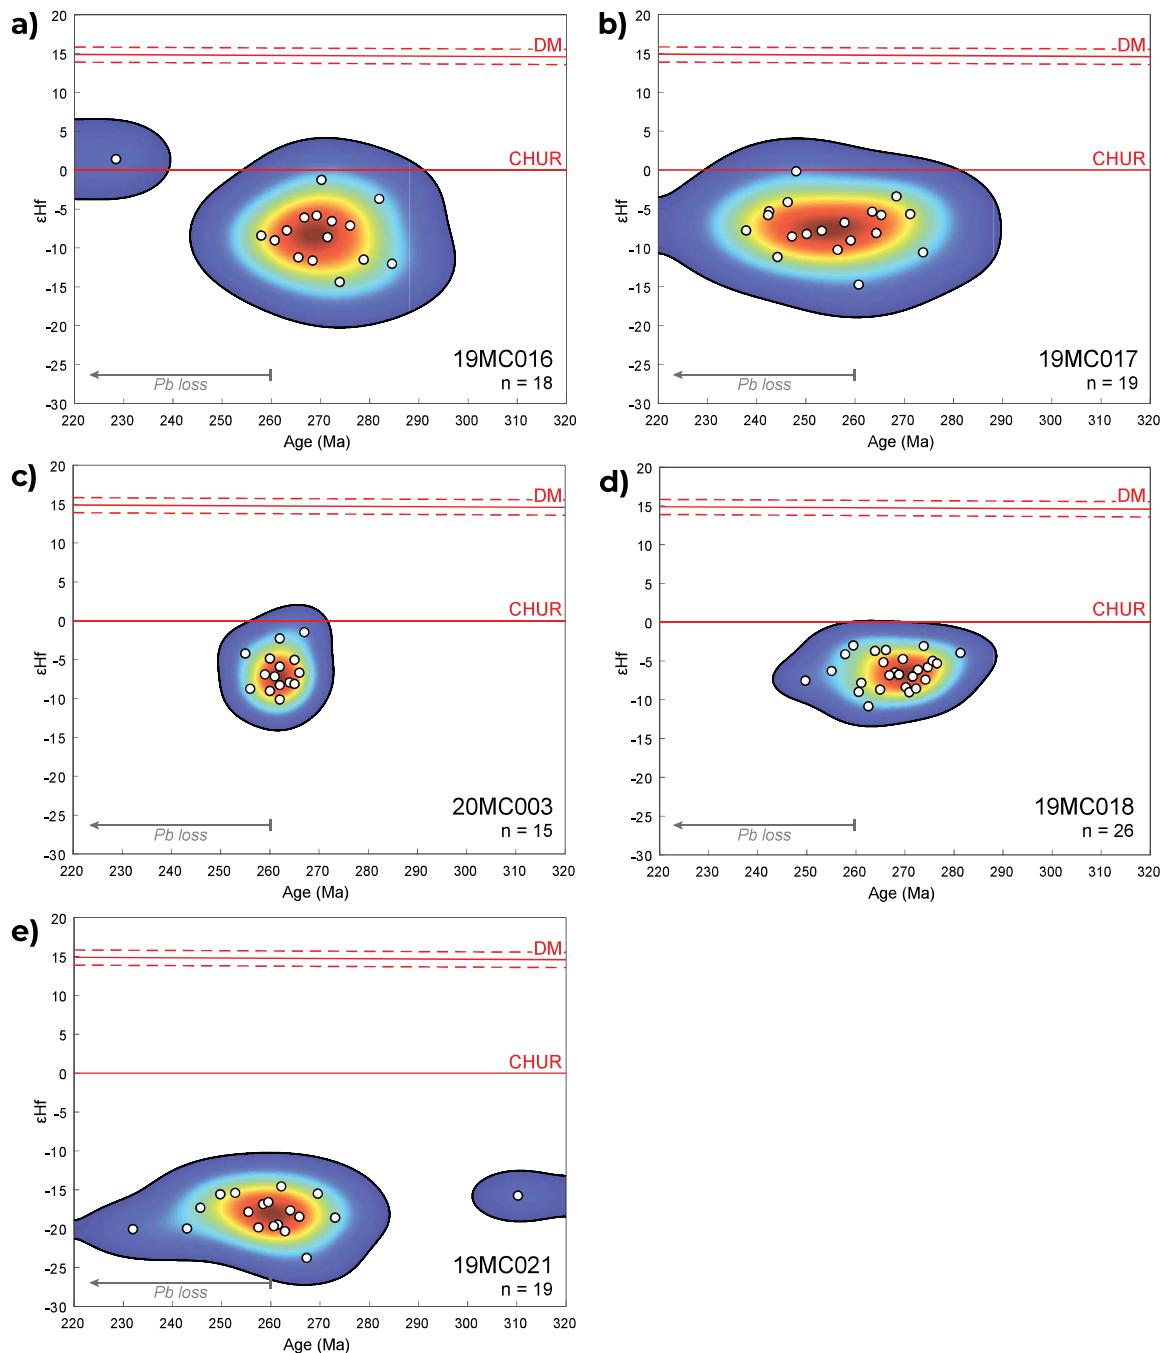 a)
20
15
10
5
0
-5
-10
-15
-20
-25
-30
εHf
DM
CHUR
19MC016
n = 18
Pb loss
220 230 240 250 260 270 280 290 300 310 320
Age (Ma)
b)
20
15
10
5
0
-5
-10
-15
-20
-25
-30
εHf
DM
CHUR
19MC017
n = 19
Pb loss
220 230 240 250 260 270 280 290 300 310 320
Age (Ma)
c)
20
15
10
5
0
-5
-10
-15
-20
-25
-30
εHf
DM
CHUR
20MC003
n = 15
Pb loss
220 230 240 250 260 270 280 290 300 310 320
Age (Ma)
d)
20
15
10
5
0
-5
-10
-15
-20
-25
-30
εHf
DM
CHUR
19MC018
n = 26
Pb loss
220 230 240 250 260 270 280 290 300 310 320
Age (Ma)
e)
20
15
10
5
0
-5
-10
-15
-20
-25
-30
εHf
DM
CHUR
19MC021
n = 19
Pb loss
220 230 240 250 260 270 280 290 300 310 320
Age (Ma)